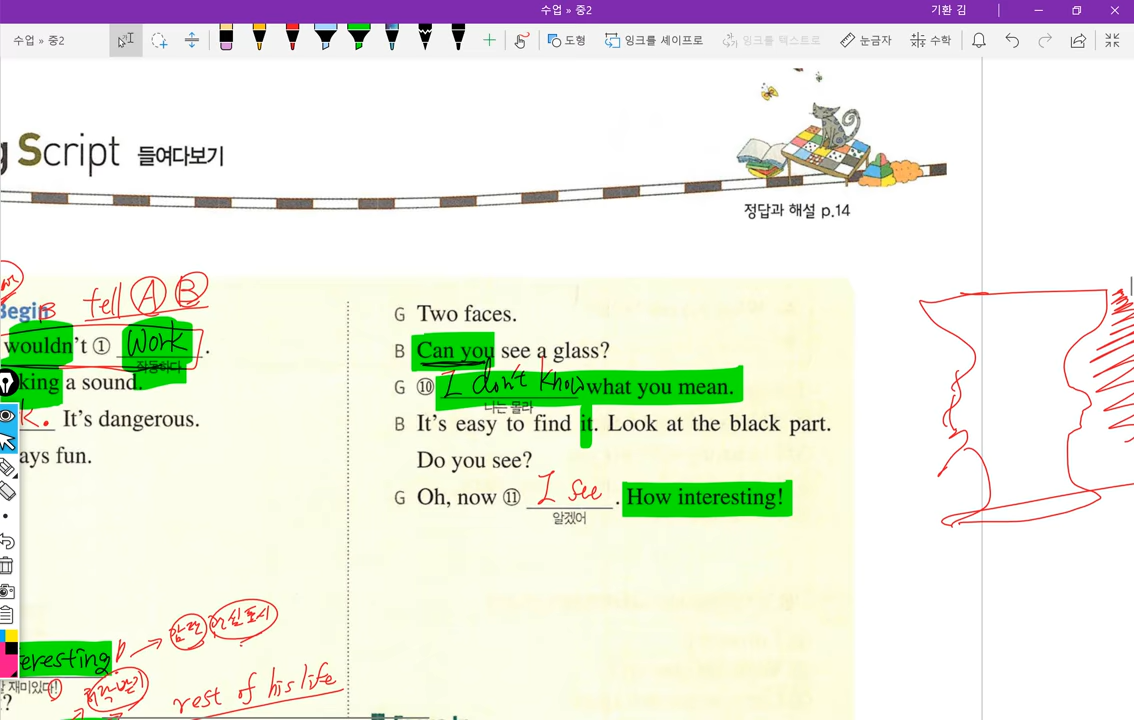 수업 » 중2
기환 김
수업 » 중2
도형
잉크를 셰이프로
잉크를 텍스트로
눈금자
수학
g Script 들여다보기
정답과 해설 p.14
tell A B
B
Begin
wouldn't ① work .
작동하다
king a sound.
k. It's dangerous.
ays fun.
eresting
재미있다!
?
rest of his life
G Two faces.
B Can you see a glass?
G ⑩ I don't know what you mean.
나는 몰라
B It's easy to find it. Look at the black part.
Do you see?
G Oh, now ⑪ I see . How interesting!
알겠어